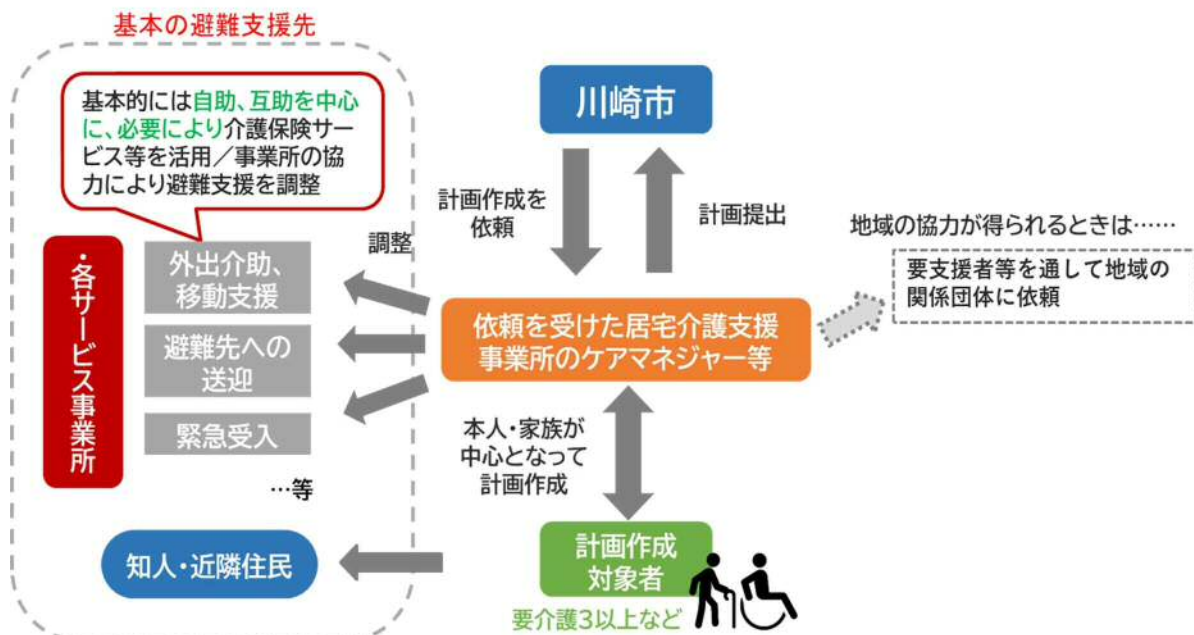 基本の避難支援先
基本的には自助、互助を中心
に、必要により介護保険サー
ビス等を活用／事業所の協
力により避難支援を調整
・各サービス事業所
外出介助、
移動支援
避難先への
送迎
緊急受入
…等
知人・近隣住民
川崎市
計画作成を
依頼
計画提出
調整
依頼を受けた居宅介護支援
事業所のケアマネジャー等
地域の協力が得られるときは……
要支援者等を通して地域の
関係団体に依頼
本人・家族が
中心となって
計画作成
計画作成
対象者
要介護3以上など